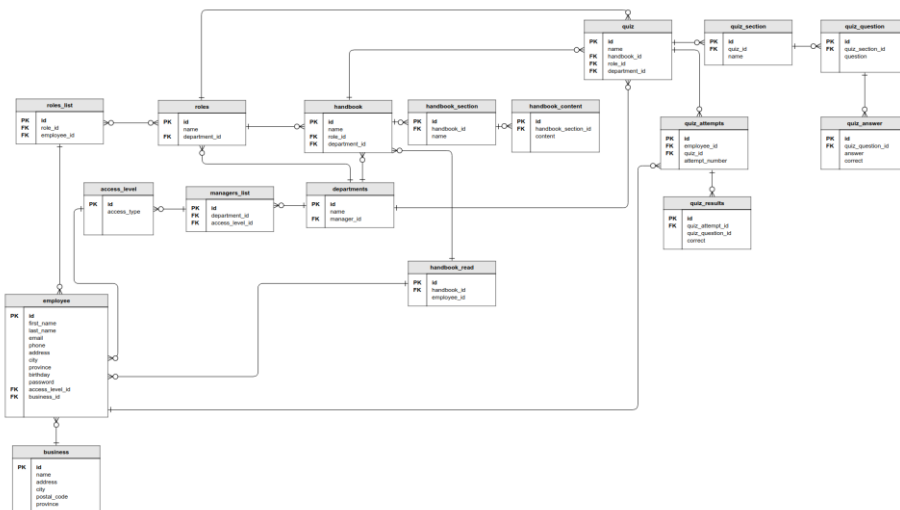 quiz
PK id
name
FK handbook_id
FK role_id
FK department_id
quiz_section
PK id
FK quiz_id
name
quiz_question
PK id
FK quiz_section_id
question
roles_list
PK id
FK role_id
FK employee_id
roles
PK id
name
FK department_id
handbook
PK id
name
FK role_id
FK department_id
handbook_section
PK id
FK handbook_id
name
handbook_content
PK id
FK handbook_section_id
content
quiz_attempts
PK id
FK employee_id
FK quiz_id
attempt_number
quiz_answer
PK id
FK quiz_question_id
answer
correct
access_level
PK id
access_type
managers_list
PK id
FK department_id
FK access_level_id
departments
PK id
name
FK manager_id
quiz_results
PK id
FK quiz_attempt_id
quiz_question_id
correct
handbook_read
PK id
FK handbook_id
FK employee_id
employee
PK id
first_name
last_name
email
phone
address
city
province
birthday
password
FK access_level_id
FK business_id
business
PK id
name
address
city
postal_code
province